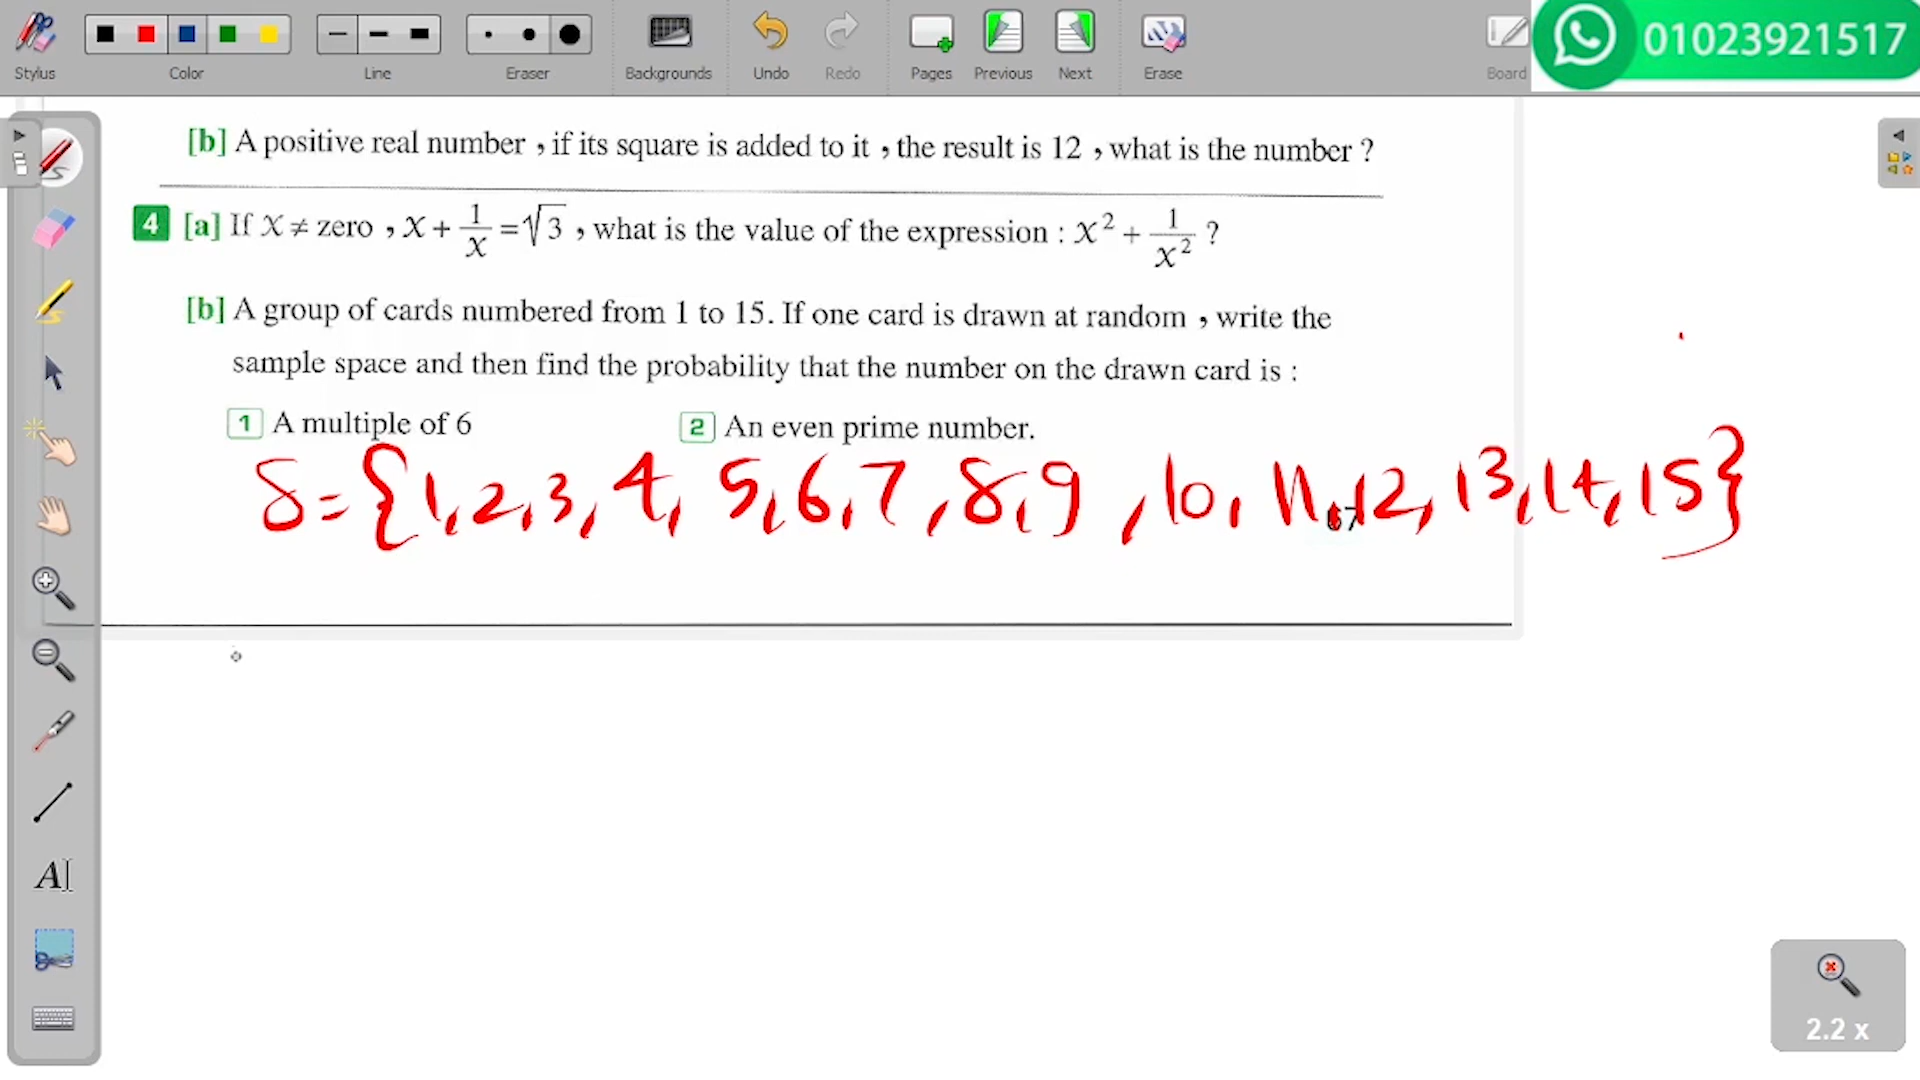 Stylus Color Line Eraser Backgrounds Undo Redo Pages Previous Next Erase Board 01023921517
[b] A positive real number , if its square is added to it , the result is 12 , what is the number ?
4 [a] If X ≠ zero , X + 1/X = √3 , what is the value of the expression : X² + 1/X² ?
[b] A group of cards numbered from 1 to 15. If one card is drawn at random , write the
sample space and then find the probability that the number on the drawn card is :
1 A multiple of 6 2 An even prime number.
S = {1, 2, 3, 4, 5, 6, 7, 8, 9, 10, 11, 12, 13, 14, 15}
A
2.2 x